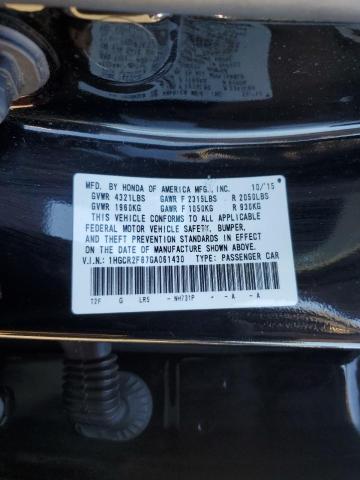 MFD. BY HONDA OF AMERICA MFG., INC. 10/15
GVWR 4321LBS GAWR F 2315LBS R 2050LBS
GVWR 1960KG GAWR F 1050KG R 930KG
THIS VEHICLE CONFORMS TO ALL APPLICABLE
FEDERAL MOTOR VEHICLE SAFETY, BUMPER,
AND THEFT PREVENTION STANDARDS IN EFFECT
ON THE DATE OF MANUFACTURE SHOWN ABOVE.
V.I.N.: 1HGCR2F87GA061430 TYPE: PASSENGER CAR
T2F G LR5 - NH731P - - A - A